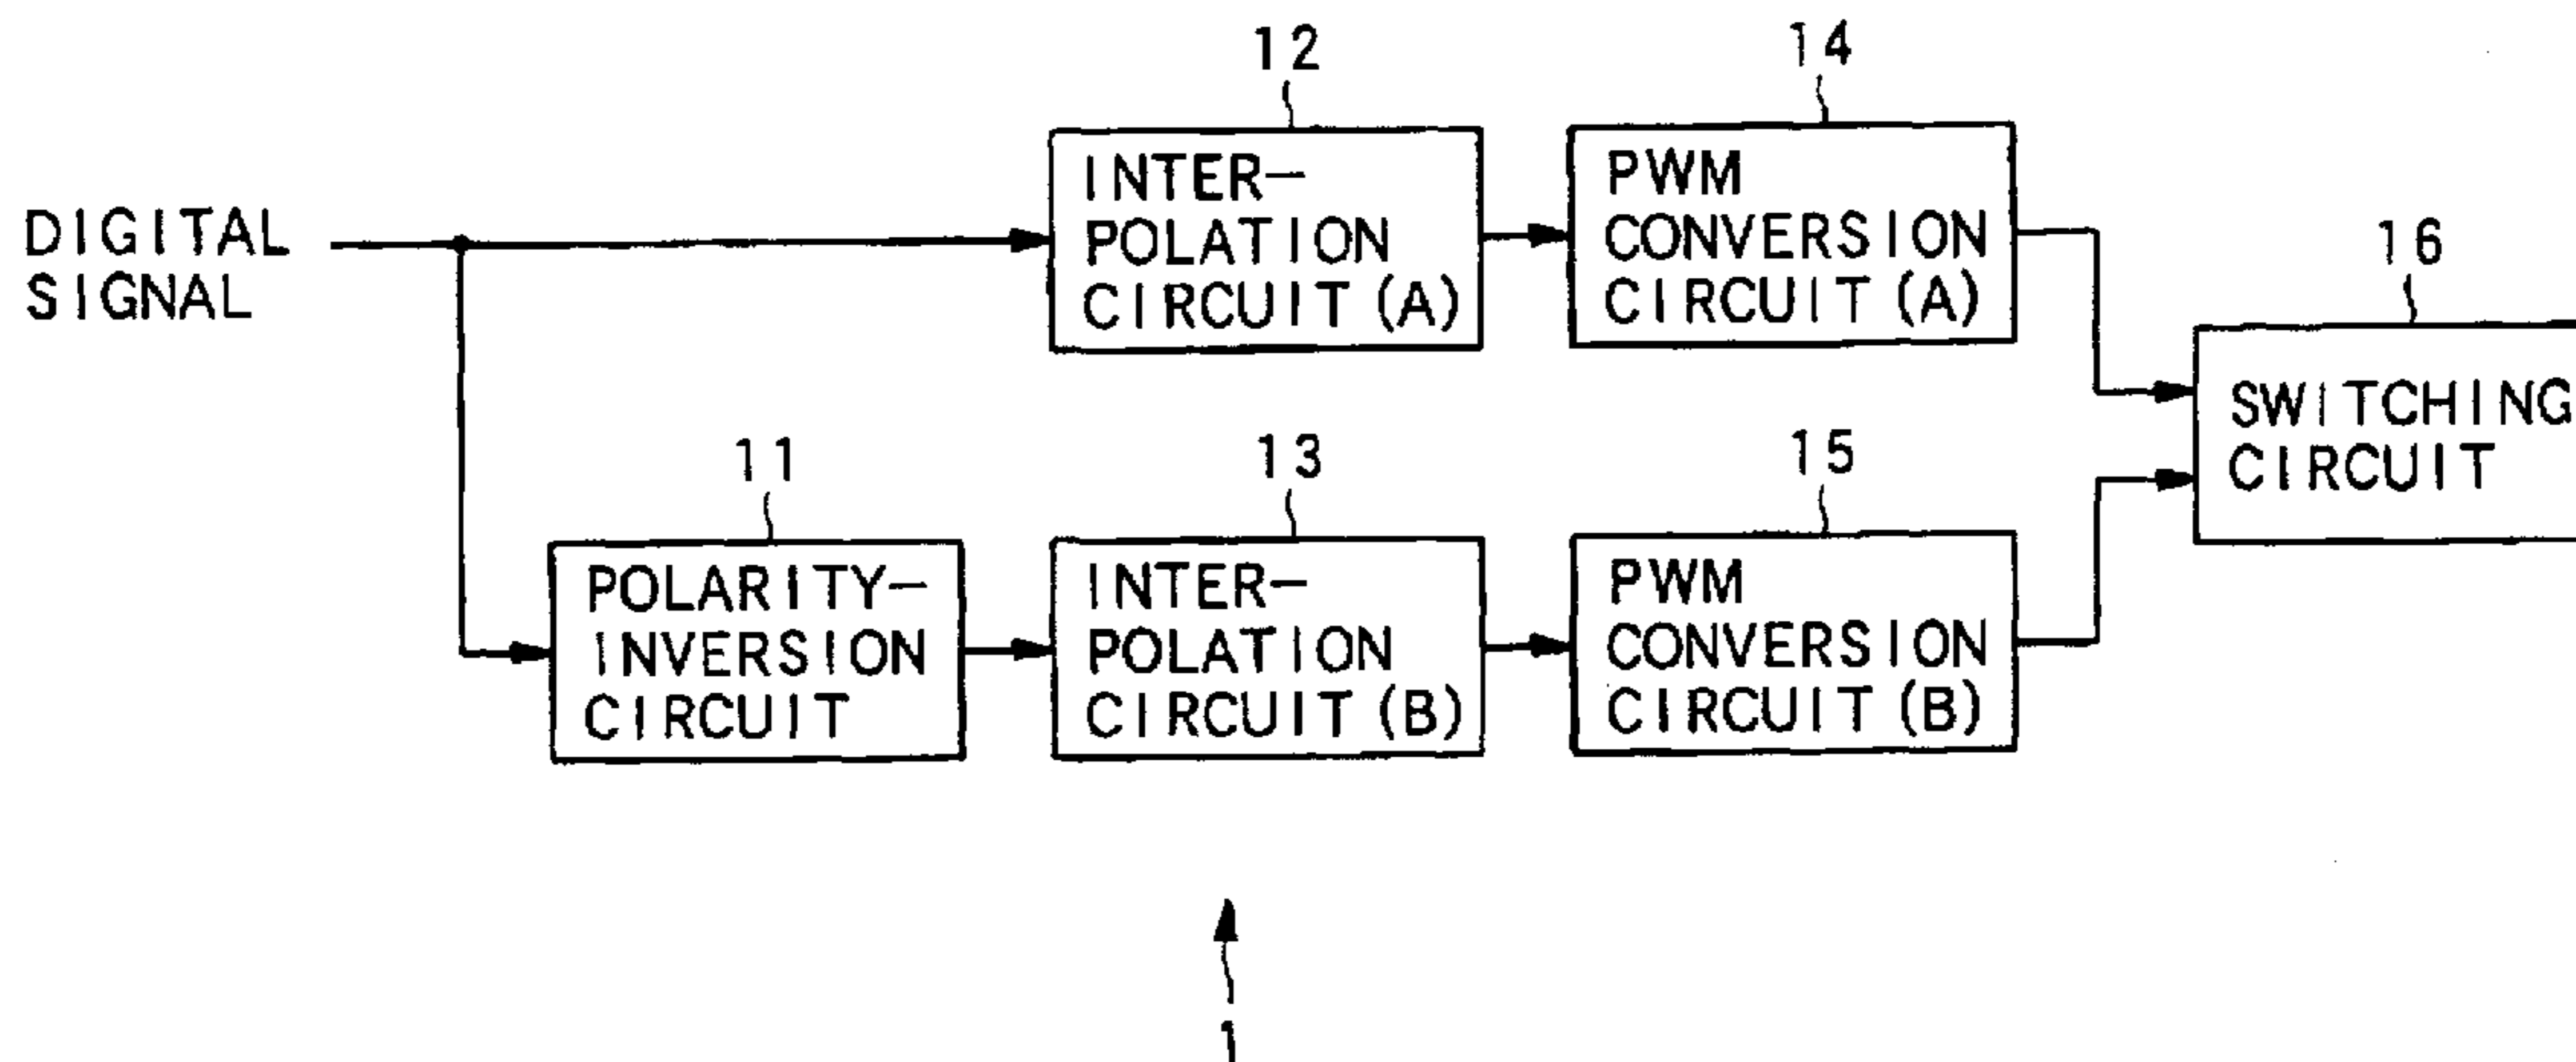 12
14
INTER-
POLATION
CIRCUIT (A)
PWM
CONVERSION
CIRCUIT (A)
DIGITAL
SIGNAL
16
SWITCHING
CIRCUIT
11
13
15
POLARITY-
INVERSION
CIRCUIT
INTER-
POLATION
CIRCUIT (B)
PWM
CONVERSION
CIRCUIT (B)
1